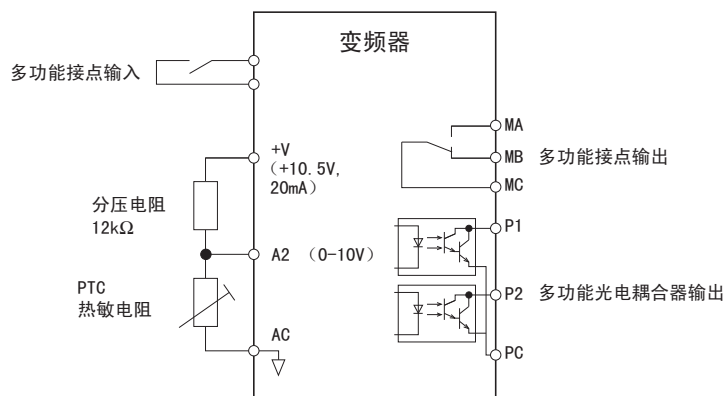 变频器
多功能接点输入
MA
MB 多功能接点输出
MC
+V
(+10.5V,
20mA)
分压电阻
12kΩ
A2 (0-10V)
P1
PTC
热敏电阻
P2 多功能光电耦合器输出
AC
PC